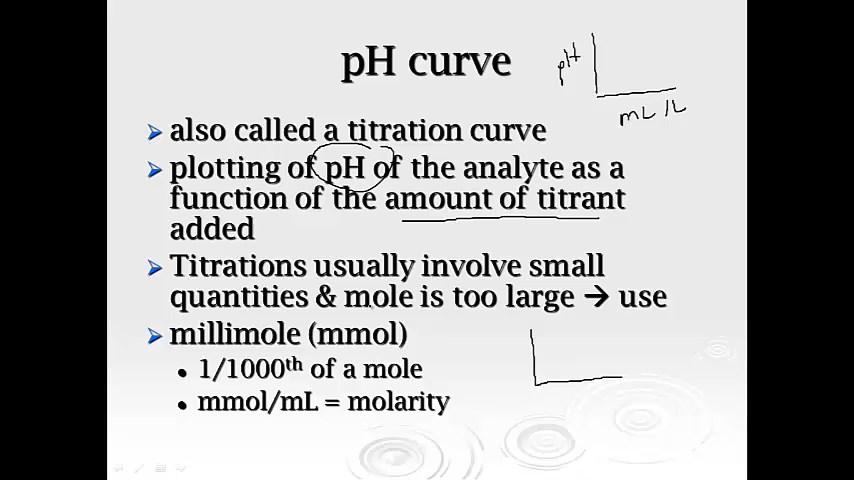 pH curve
pH
mL/L
also called a titration curve
plotting of pH of the analyte as a
function of the amount of titrant
added
Titrations usually involve small
quantities & mole is too large → use
millimole (mmol)
1/1000th of a mole
mmol/mL = molarity